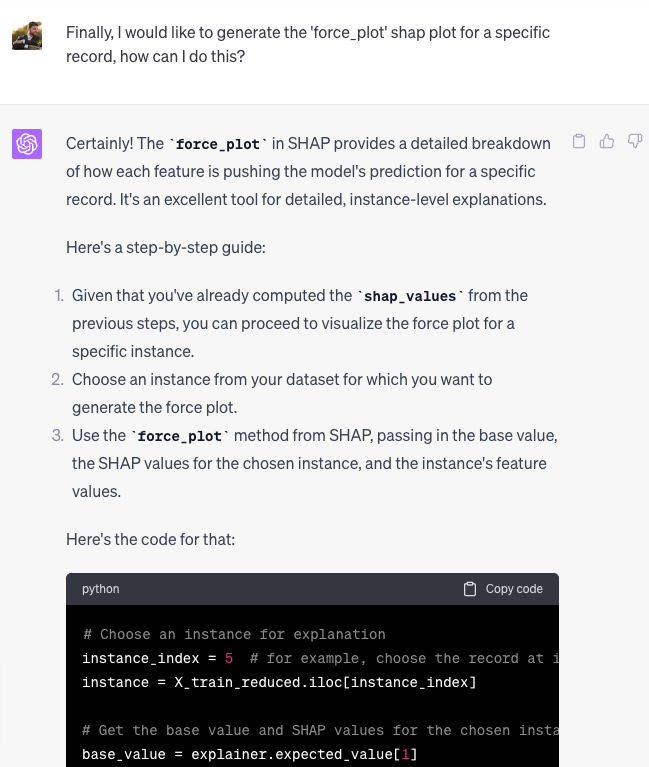 Finally, I would like to generate the 'force_plot' shap plot for a specific
record, how can I do this?
Certainly! The `force_plot` in SHAP provides a detailed breakdown
of how each feature is pushing the model's prediction for a specific
record. It's an excellent tool for detailed, instance-level explanations.
Here's a step-by-step guide:
1. Given that you've already computed the `shap_values` from the
previous steps, you can proceed to visualize the force plot for a
specific instance.
2. Choose an instance from your dataset for which you want to
generate the force plot.
3. Use the `force_plot` method from SHAP, passing in the base value,
the SHAP values for the chosen instance, and the instance's feature
values.
Here's the code for that:
python Copy code
# Choose an instance for explanation
instance_index = 5 # for example, choose the record at i
instance = X_train_reduced.iloc[instance_index]
# Get the base value and SHAP values for the chosen insta
base_value = explainer.expected_value[1]